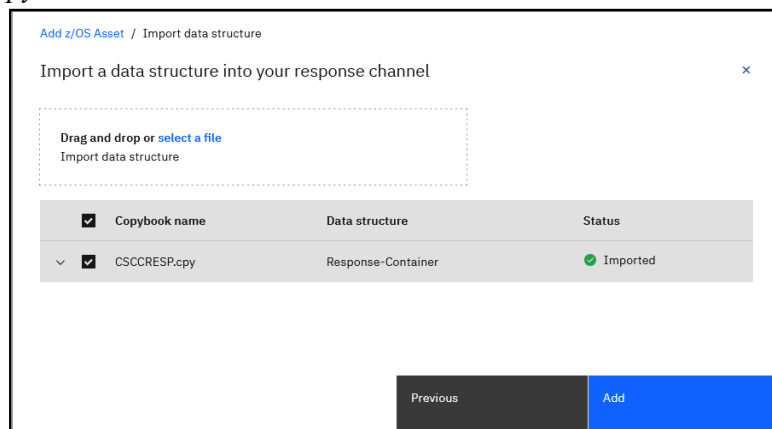 Add z/OS Asset / Import data structure
Import a data structure into your response channel
Drag and drop or select a file
Import data structure
Copybook name Data structure Status
CSCCRESP.cpy Response-Container Imported
Previous Add